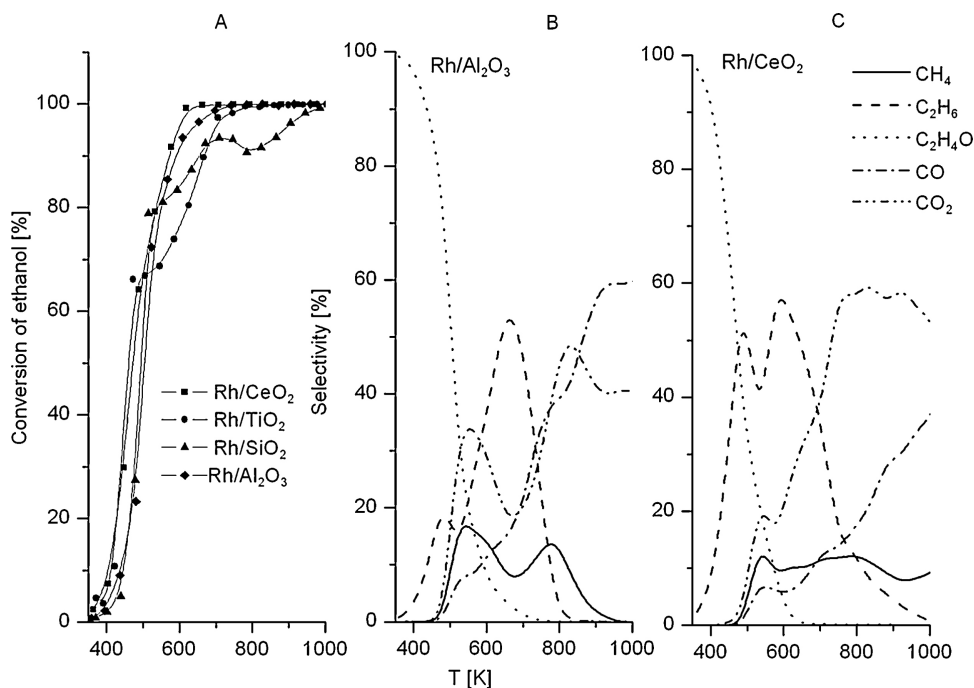 A
B
C
Conversion of ethanol [%]
100
80
60
40
20
0
400
600
800
1000
Rh/CeO₂
Rh/TiO₂
Rh/SiO₂
Rh/Al₂O₃
Selectivity [%]
Rh/Al₂O₃
100
80
60
40
20
0
400
600
800
1000
T [K]
Rh/CeO₂
100
80
60
40
20
0
400
600
800
1000
CH₄
C₂H₆
C₂H₄O
CO
CO₂